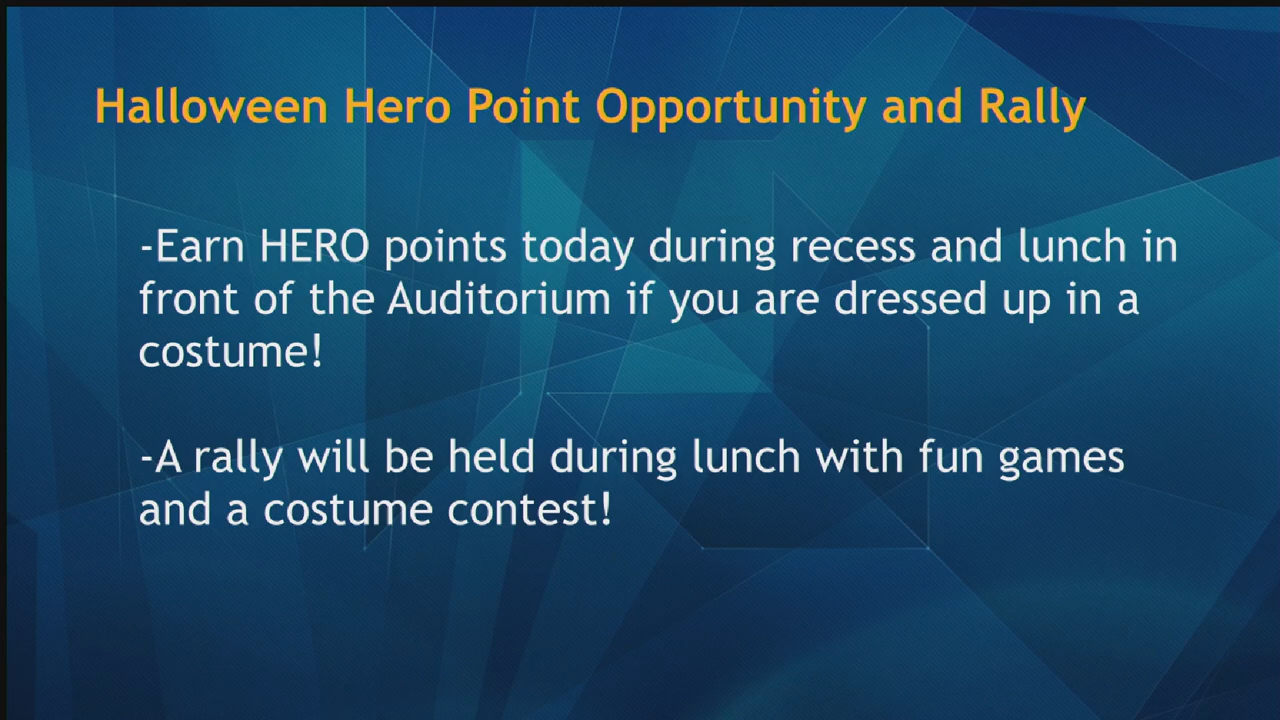 Halloween Hero Point Opportunity and Rally
-Earn HERO points today during recess and lunch in
front of the Auditorium if you are dressed up in a
costume!
-A rally will be held during lunch with fun games
and a costume contest!